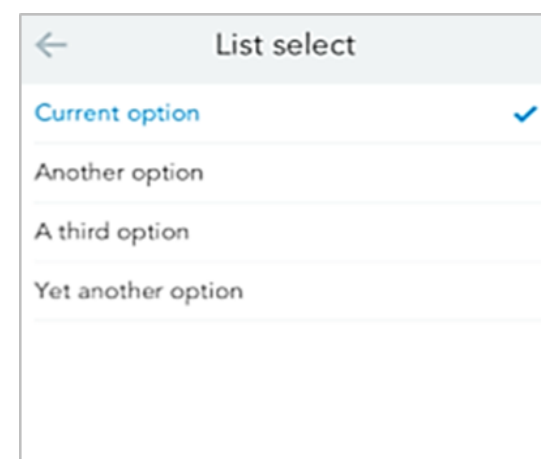 List select
Current option
Another option
A third option
Yet another option